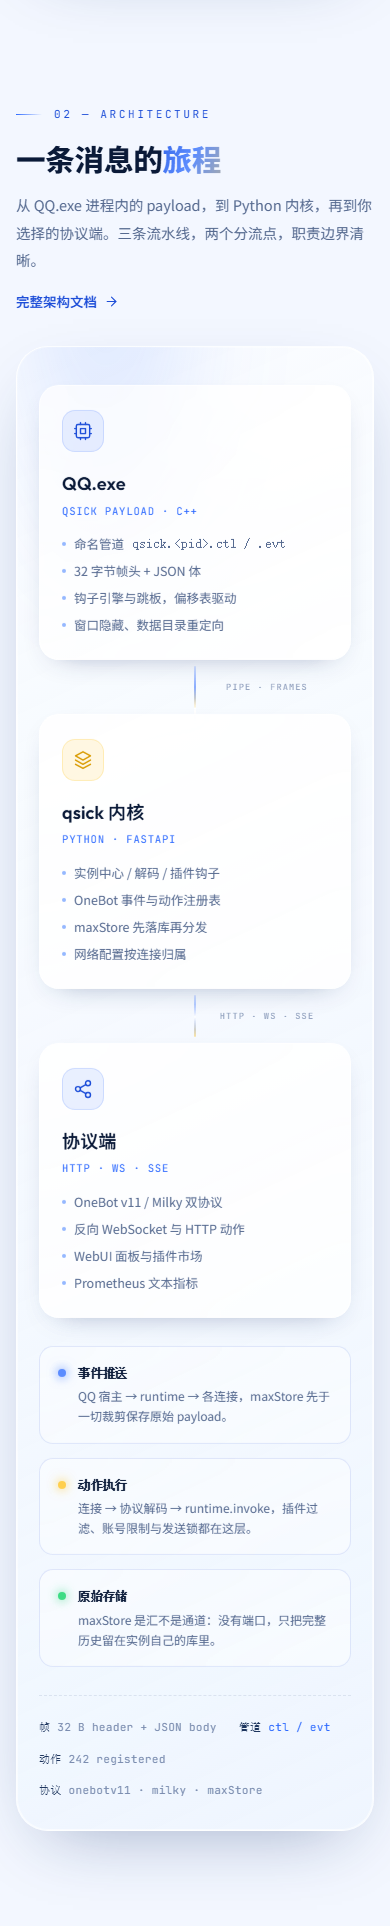 02 — ARCHITECTURE
一条消息的旅程
从 QQ.exe 进程内的 payload，到 Python 内核，再到你
选择的协议端。三条流水线，两个分流点，职责边界清
晰。
完整架构文档 →
QQ.exe
QSICK PAYLOAD · C++
命名管道 qsick.<pid>.ctl / .evt
32 字节帧头 + JSON 体
钩子引擎与跳板，偏移表驱动
窗口隐藏、数据目录重定向
PIPE · FRAMES
qsick 内核
PYTHON · FASTAPI
实例中心 / 解码 / 插件钩子
OneBot 事件与动作注册表
maxStore 先落库再分发
网络配置按连接归属
HTTP · WS · SSE
协议端
HTTP · WS · SSE
OneBot v11 / Milky 双协议
反向 WebSocket 与 HTTP 动作
WebUI 面板与插件市场
Prometheus 文本指标
事件推送
QQ 宿主 → runtime → 各连接，maxStore 先于
一切裁剪保存原始 payload。
动作执行
连接 → 协议解码 → runtime.invoke，插件过
滤、账号限制与发送锁都在这层。
原始存储
maxStore 是汇不是通道：没有端口，只把完整
历史留在实例自己的库里。
帧 32 B header + JSON body 管道 ctl / evt
动作 242 registered
协议 onebotv11 · milky · maxStore